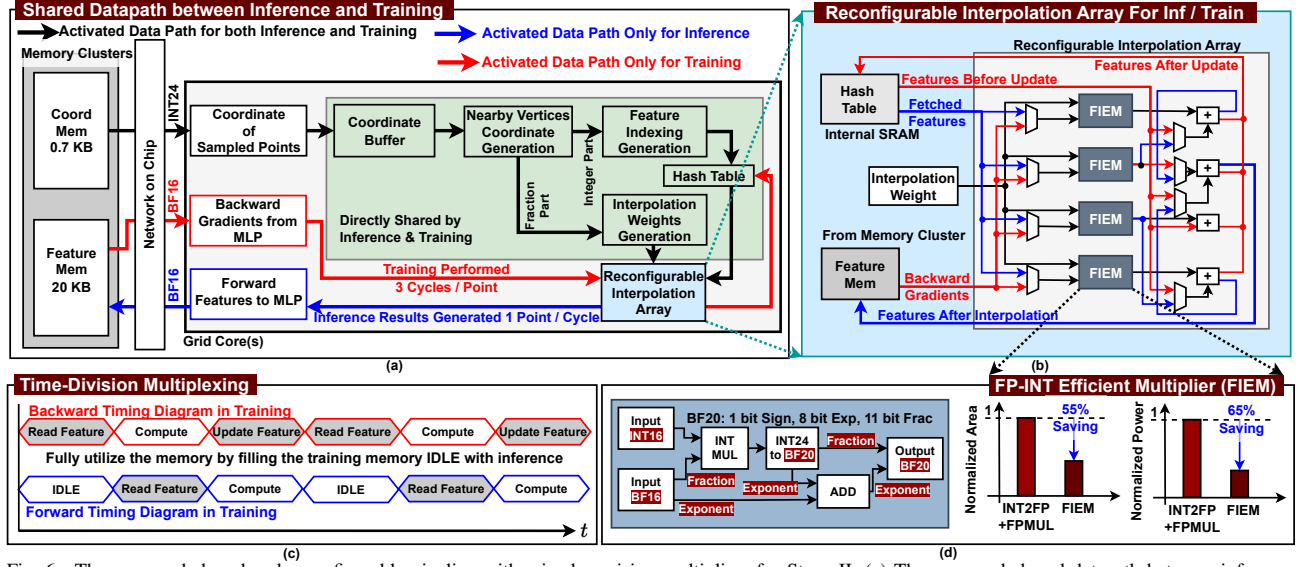 Shared Datapath between Inference and Training
Activated Data Path for both Inference and Training
Activated Data Path Only for Inference
Activated Data Path Only for Training
Memory Clusters
Coord
Mem
0.7 KB
Feature
Mem
20 KB
Network on Chip
INT24
BF16
BF16
Coordinate
of
Sampled Points
Backward
Gradients from
MLP
Forward
Features to MLP
Coordinate
Buffer
Nearby Vertices
Coordinate
Generation
Feature
Indexing
Generation
Hash Table
Fraction
Part
Integer Part
Interpolation
Weights
Generation
Directly Shared by
Inference & Training
Training Performed
3 Cycles / Point
Reconfigurable
Interpolation
Array
Inference Results Generated 1 Point / Cycle
Grid Core(s)
(a)
Reconfigurable Interpolation Array For Inf / Train
Reconfigurable Interpolation Array
Features After Update
Features Before Update
Hash
Table
Internal SRAM
Fetched
Features
Interpolation
Weight
From Memory Cluster
Feature
Mem
Backward
Gradients
Features After Interpolation
FIEM
FIEM
FIEM
FIEM
+
+
+
+
(b)
Time-Division Multiplexing
Backward Timing Diagram in Training
Read Feature
Compute
Update Feature
Read Feature
Compute
Update Feature
Fully utilize the memory by filling the training memory IDLE with inference
IDLE
Read Feature
Compute
IDLE
Read Feature
Compute
Forward Timing Diagram in Training
t
(c)
FP-INT Efficient Multiplier (FIEM)
BF20: 1 bit Sign, 8 bit Exp, 11 bit Frac
Input
INT16
Input
BF16
INT
MUL
INT24
to BF20
ADD
Output
BF20
Fraction
Fraction
Exponent
Exponent
Exponent
Normalized Area
1
55%
Saving
INT2FP
+FPMUL
FIEM
Normalized Power
1
65%
Saving
INT2FP
+FPMUL
FIEM
(d)